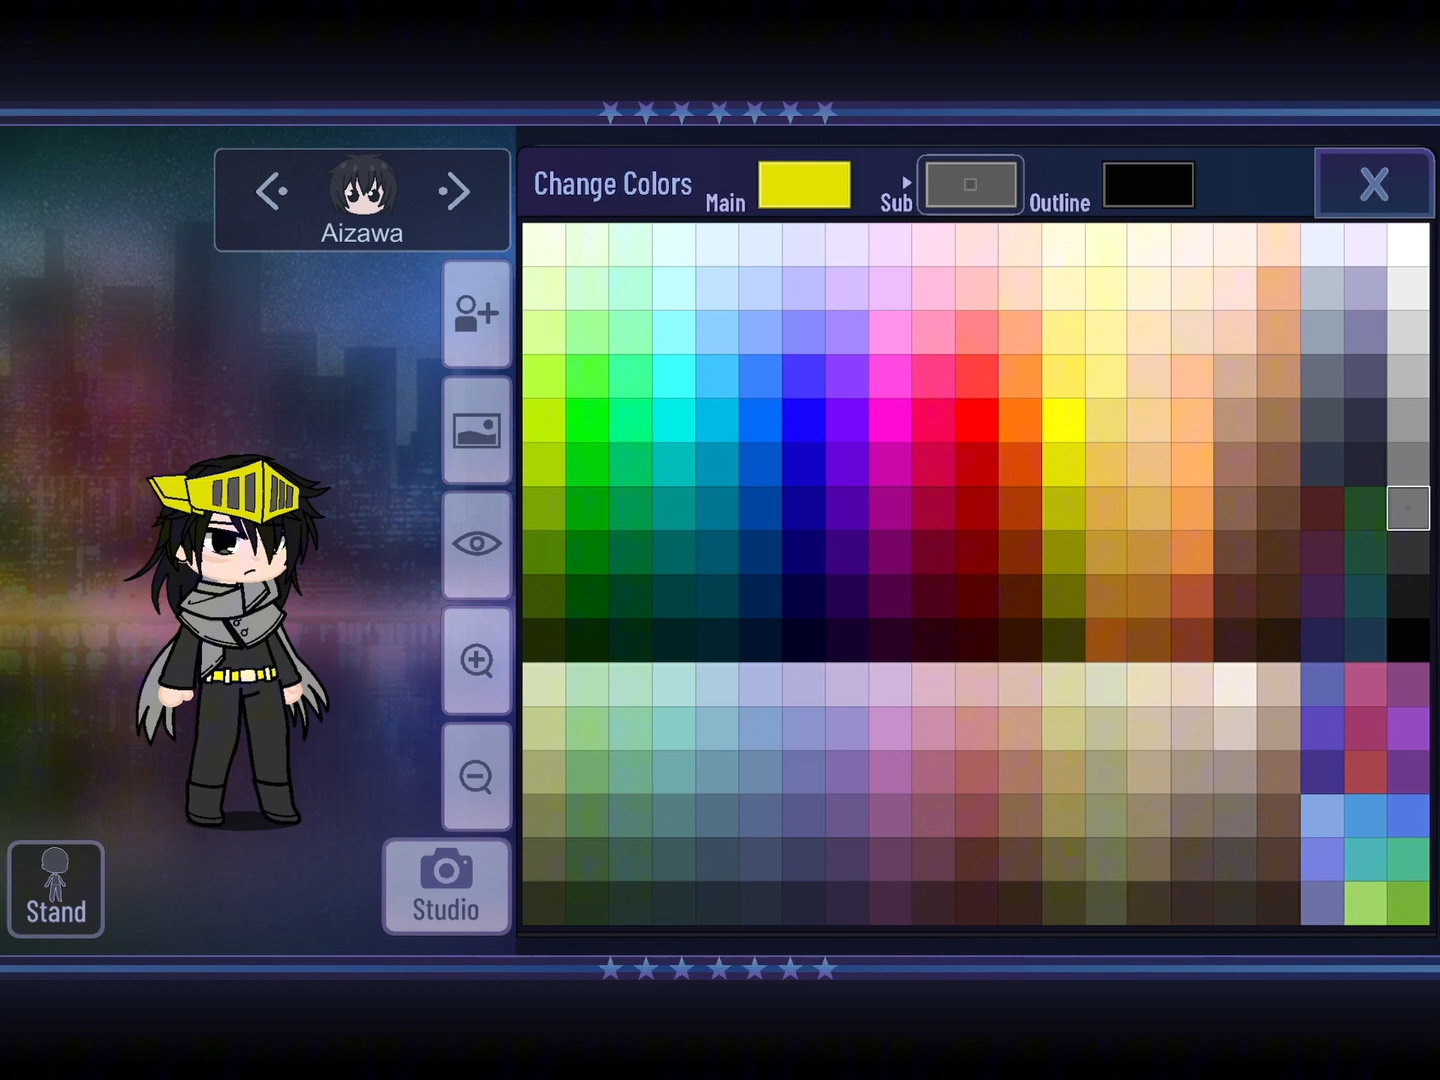 Aizawa
Change Colors
Main
Sub
Outline
X
Stand
Studio